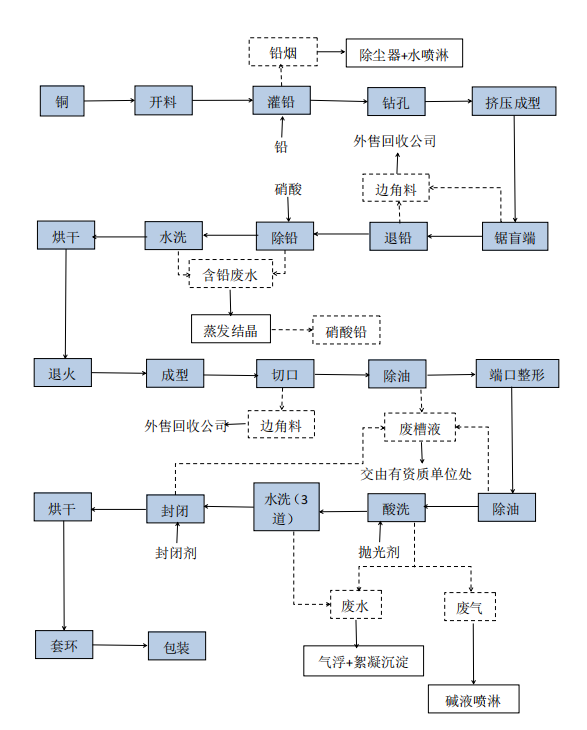 铅烟
除尘器+水喷淋
铜
开料
灌铅
钻孔
挤压成型
铅
外售回收公司
硝酸
边角料
烘干
水洗
除铅
退铅
锯盲端
含铅废水
蒸发结晶
硝酸铅
退火
成型
切口
除油
端口整形
外售回收公司
边角料
废槽液
交由有资质单位处
烘干
封闭
水洗（3
道）
酸洗
除油
封闭剂
抛光剂
废水
废气
套环
包装
气浮+絮凝沉淀
碱液喷淋